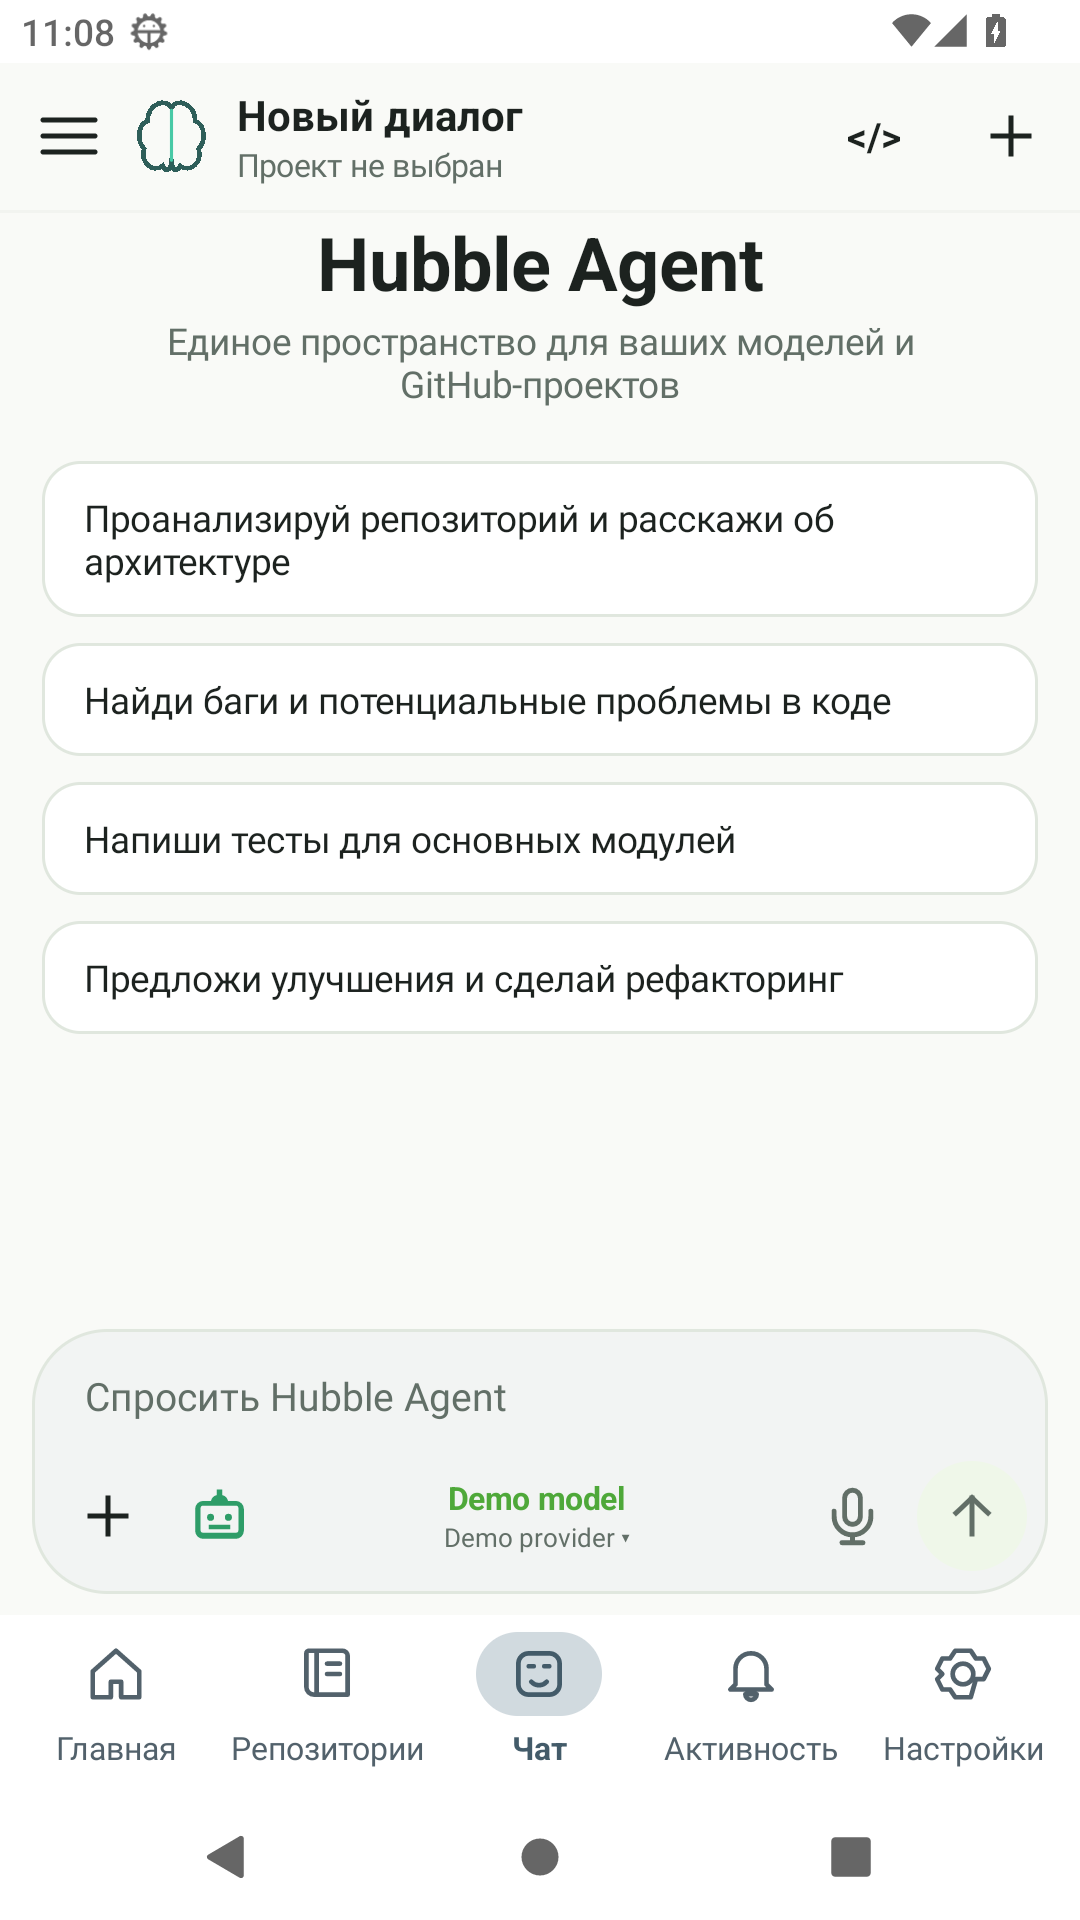 11:08
Новый диалог
Проект не выбран
</>
Hubble Agent
Единое пространство для ваших моделей и
GitHub-проектов
Проанализируй репозиторий и расскажи об
архитектуре
Найди баги и потенциальные проблемы в коде
Напиши тесты для основных модулей
Предложи улучшения и сделай рефакторинг
Спросить Hubble Agent
Demo model
Demo provider ▾
Главная
Репозитории
Чат
Активность
Настройки